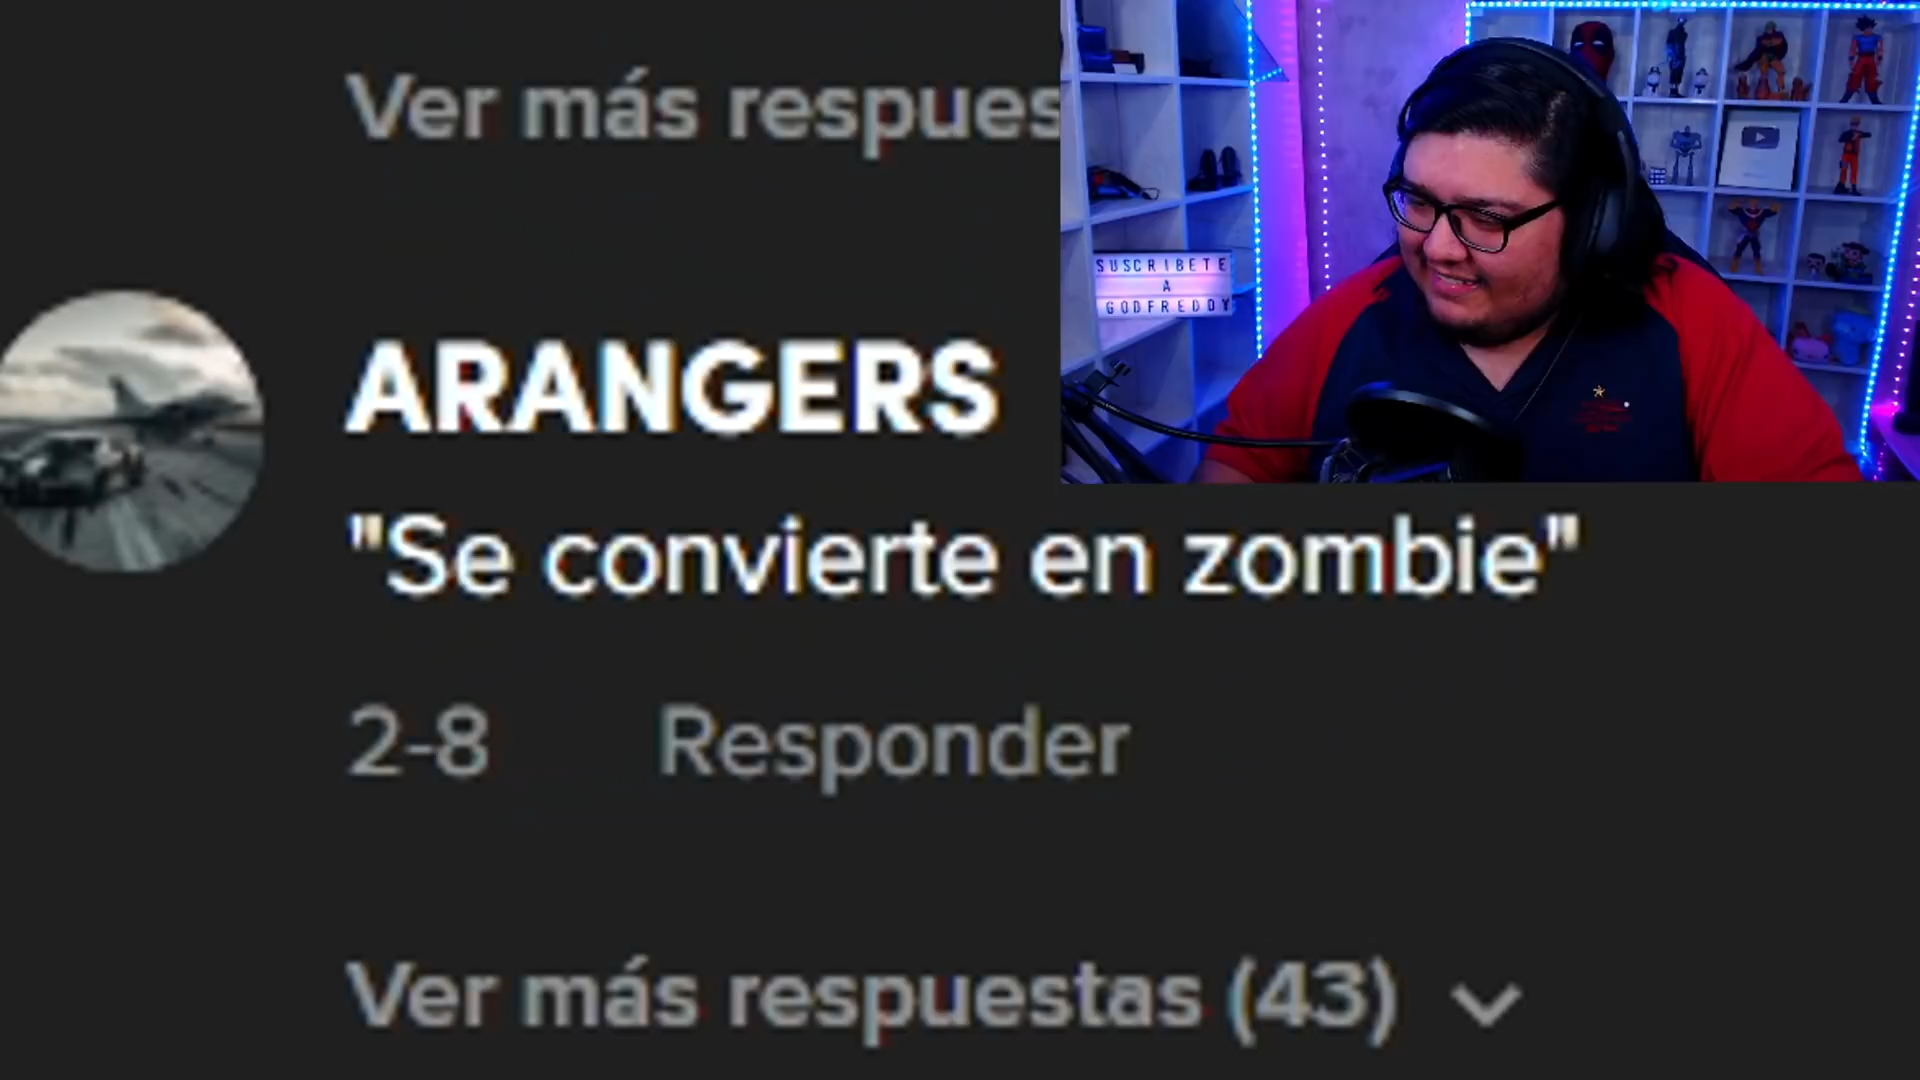 Ver más respues
SUSCRIBETE
A
GODFREDDY
ARANGERS
"Se convierte en zombie"
2-8 Responder
Ver más respuestas (43)